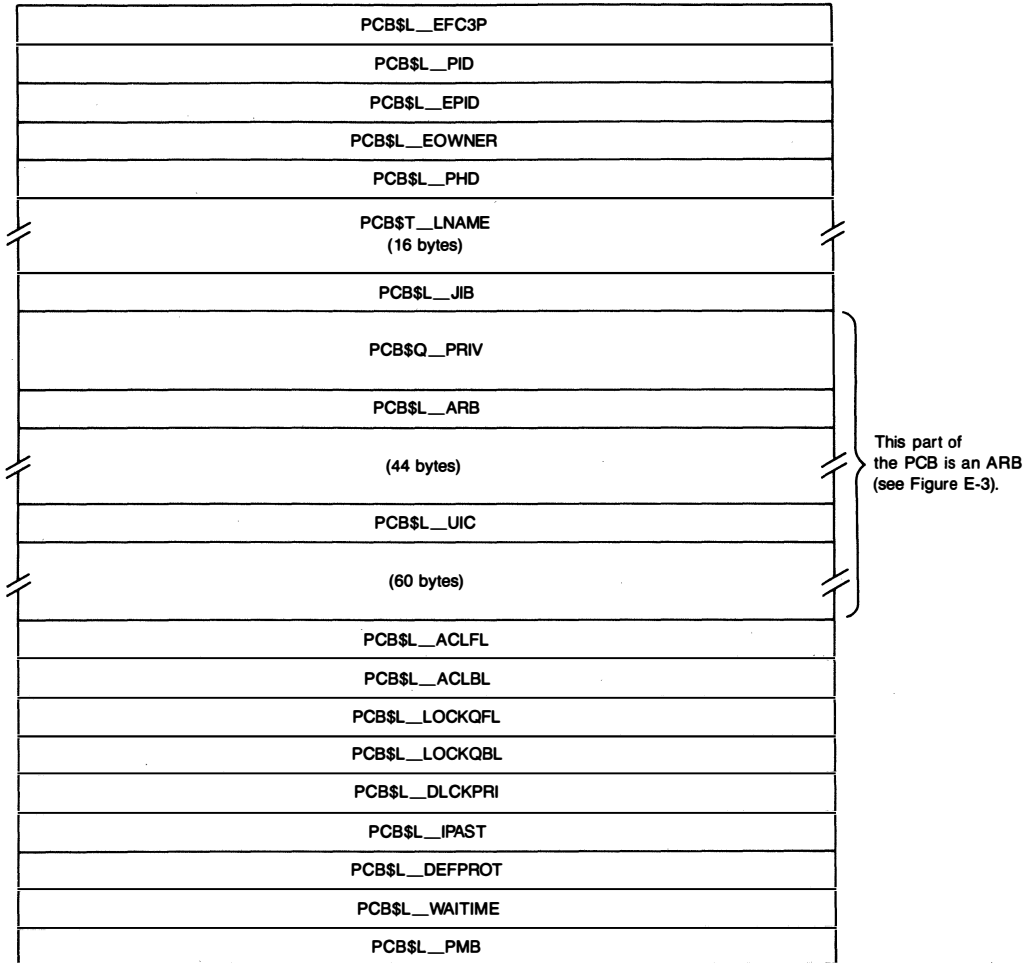 PCB$L__EFC3P
PCB$L__PID
PCB$L__EPID
PCB$L__EOWNER
PCB$L__PHD
PCB$T__LNAME
(16 bytes)
PCB$L__JIB
PCB$Q__PRIV
PCB$L__ARB
(44 bytes)
PCB$L__UIC
(60 bytes)
This part of
the PCB is an ARB
(see Figure E-3).
PCB$L__ACLFL
PCB$L__ACLBL
PCB$L__LOCKQFL
PCB$L__LOCKQBL
PCB$L__DLCKPRI
PCB$L__IPAST
PCB$L__DEFPROT
PCB$L__WAITIME
PCB$L__PMB